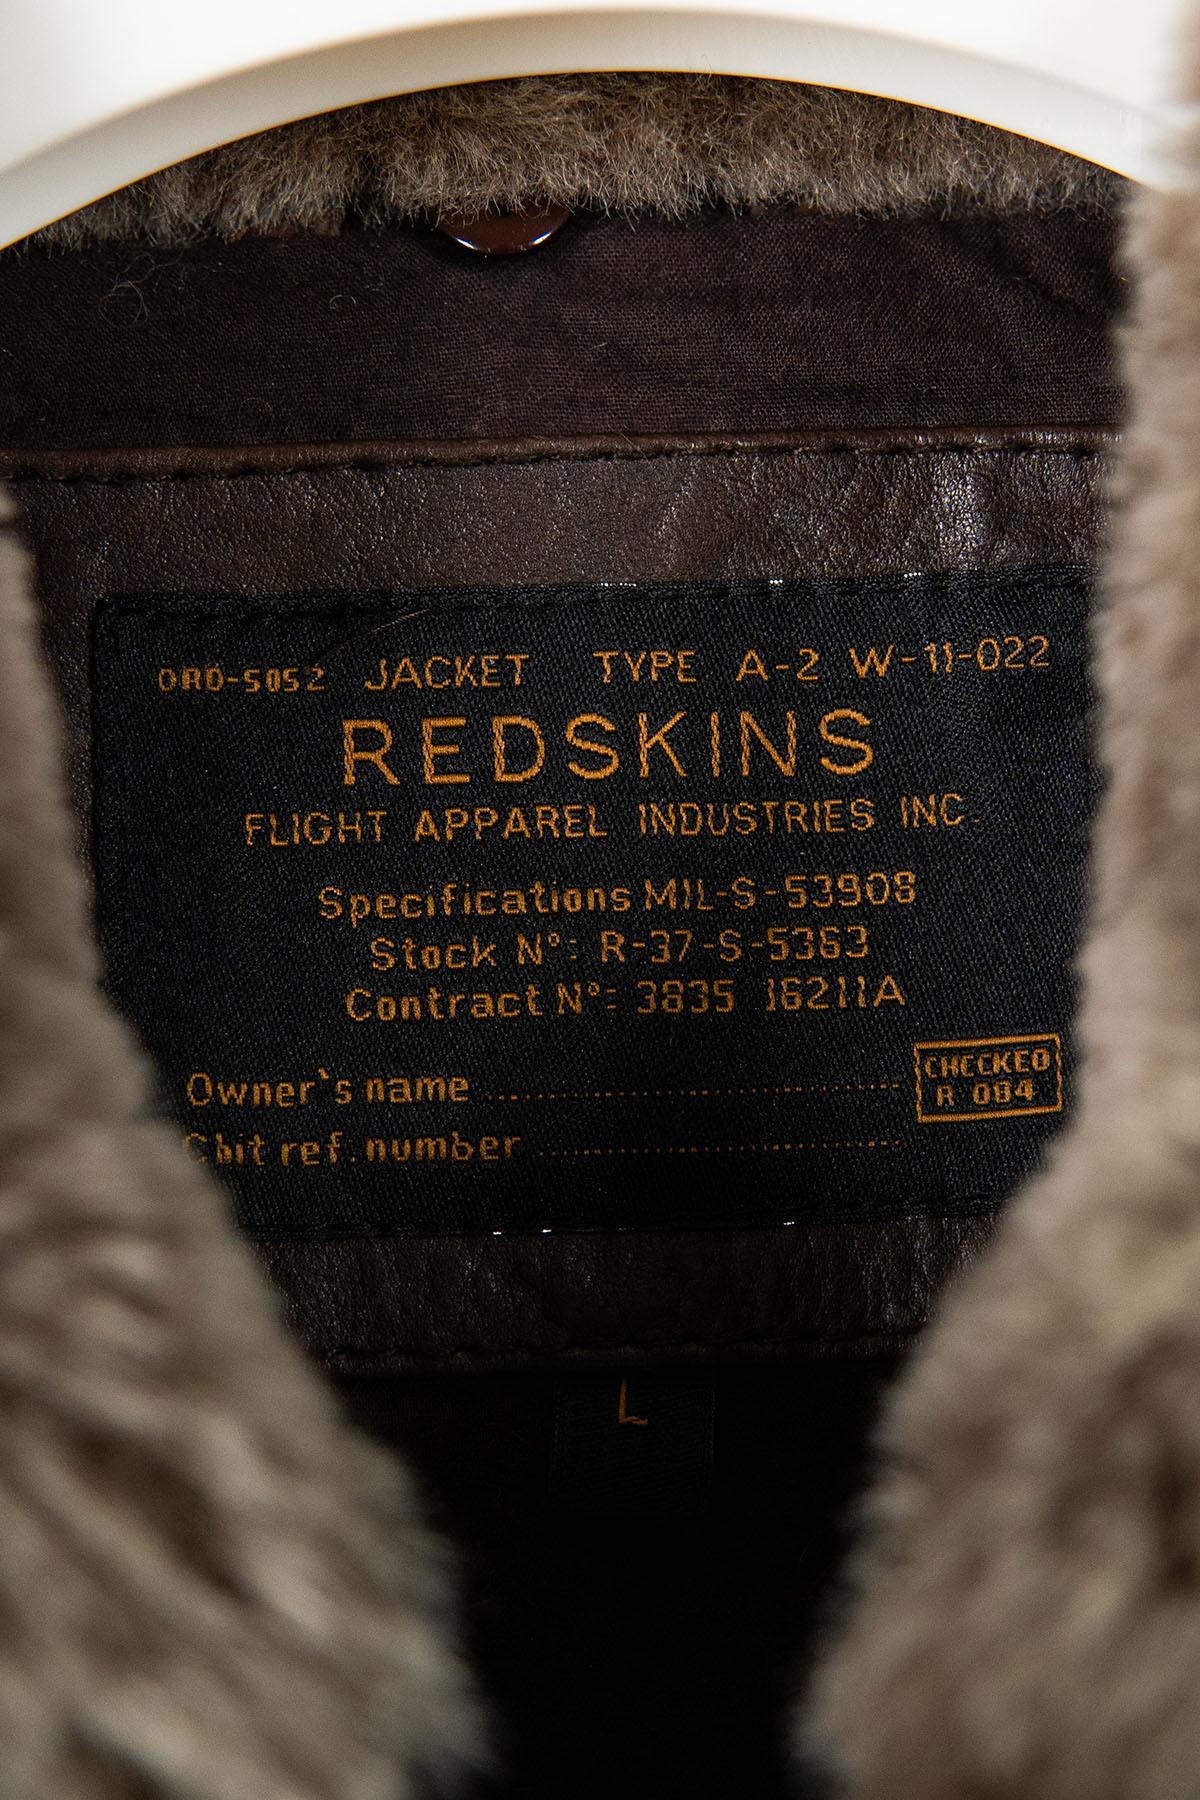 ORD-5052 JACKET TYPE A-2 W-11-022
REDSKINS
FLIGHT APPAREL INDUSTRIES INC.
Specifications MIL-S-53908
Stock N°: R-37-S-5363
Contract N°: 3835 16211A
Owner's name ..........
CHECKED
R 084
Chit ref. number ..........
L